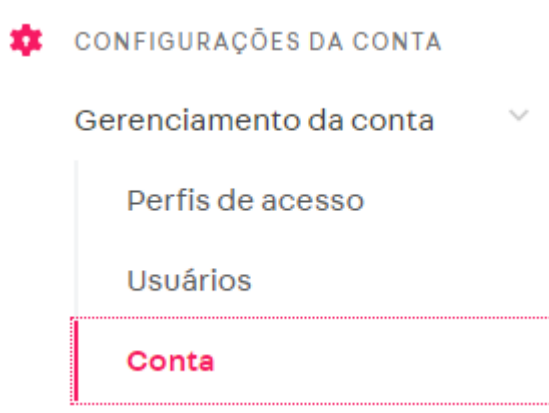 CONFIGURAÇÕES DA CONTA
Gerenciamento da conta
Perfis de acesso
Usuários
Conta